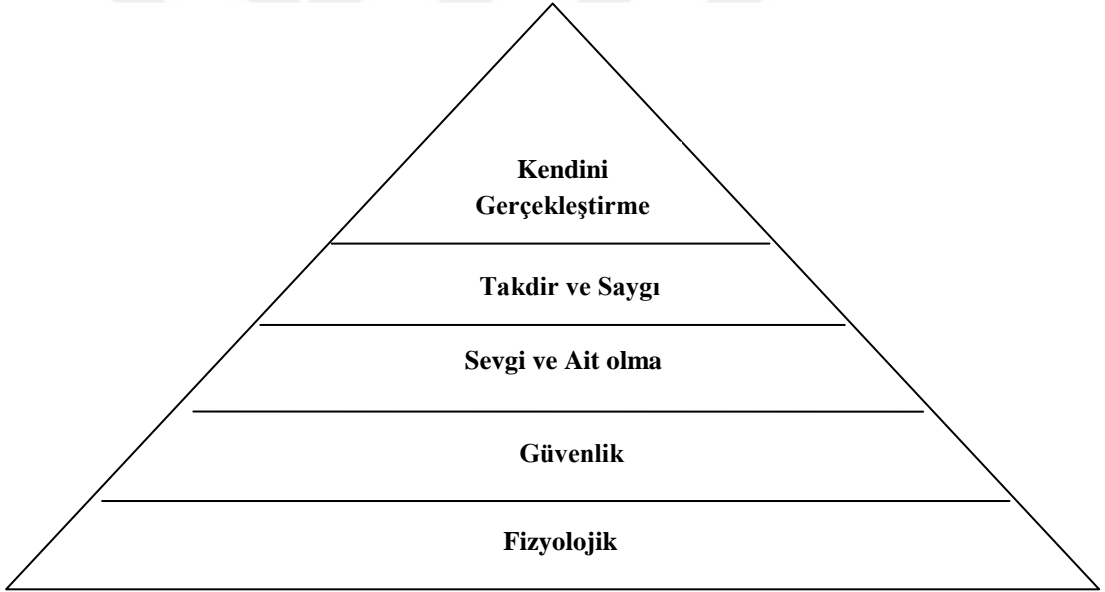 Kendini
Gerçekleştirme
Takdir ve Saygı
Sevgi ve Ait olma
Güvenlik
Fizyolojik